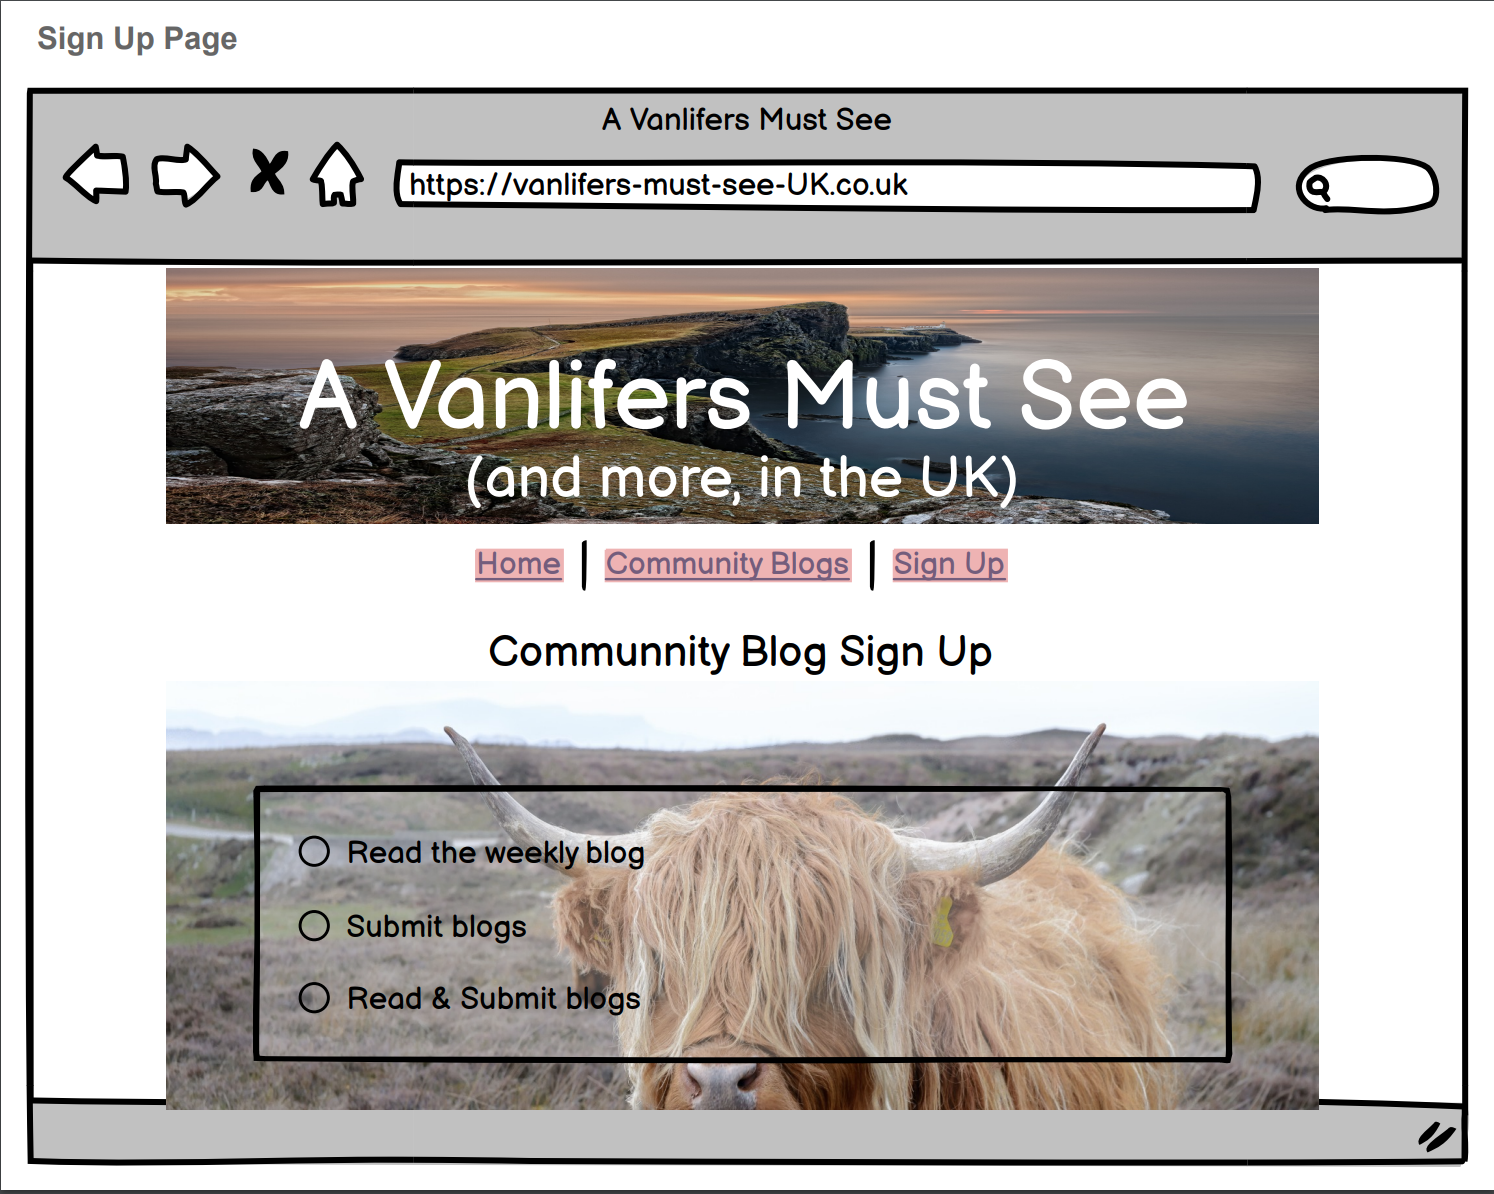 Sign Up Page
A Vanlifers Must See
https://vanlifers-must-see-UK.co.uk
A Vanlifers Must See
(and more, in the UK)
Home | Community Blogs | Sign Up
Communnity Blog Sign Up
Read the weekly blog
Submit blogs
Read & Submit blogs